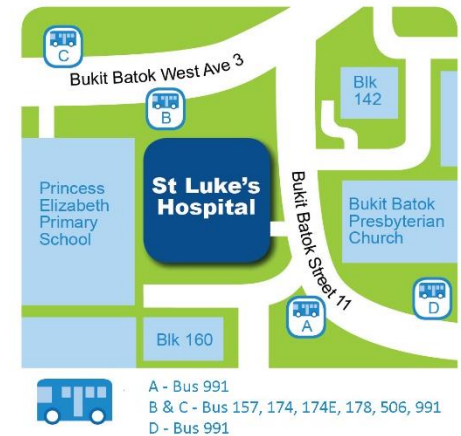 C
Bukit Batok West Ave 3
B
Blk
142
Princess
Elizabeth
Primary
School
St Luke's
Hospital
Bukit Batok Street 11
Bukit Batok
Presbyterian
Church
A
D
Blk 160
A - Bus 991
B & C - Bus 157, 174, 174E, 178, 506, 991
D - Bus 991